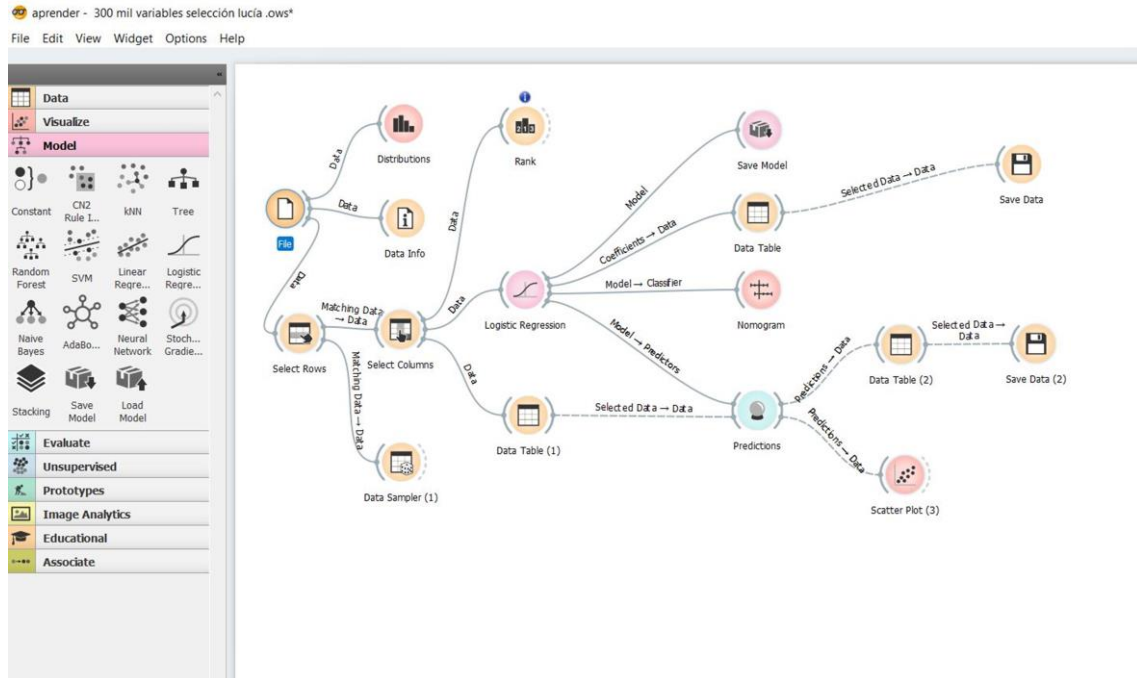 aprender - 300 mil variables selección lucía .ows*
File Edit View Widget Options Help
Data
Visualize
Model
Constant
CN2
Rule I...
kNN
Tree
Random
Forest
SVM
Linear
Regre...
Logistic
Regre...
Naive
Bayes
AdaBo...
Neural
Network
Stoch...
Gradie...
Stacking
Save
Model
Load
Model
Evaluate
Unsupervised
Prototypes
Image Analytics
Educational
Associate
Data
Distributions
Data
Data Info
File
Data
Select Rows
Matching Data
→ Data
Select Columns
Matching Data → Data
Data Sampler (1)
Data
Rank
Data
Logistic Regression
Data
Data Table (1)
Model
Save Model
Coefficients → Data
Data Table
Selected Data → Data
Save Data
Model → Classifier
Nomogram
Model → Predictors
Selected Data → Data
Predictions
Predictions → Data
Data Table (2)
Selected Data →
Data
Save Data (2)
Predictions → Data
Scatter Plot (3)